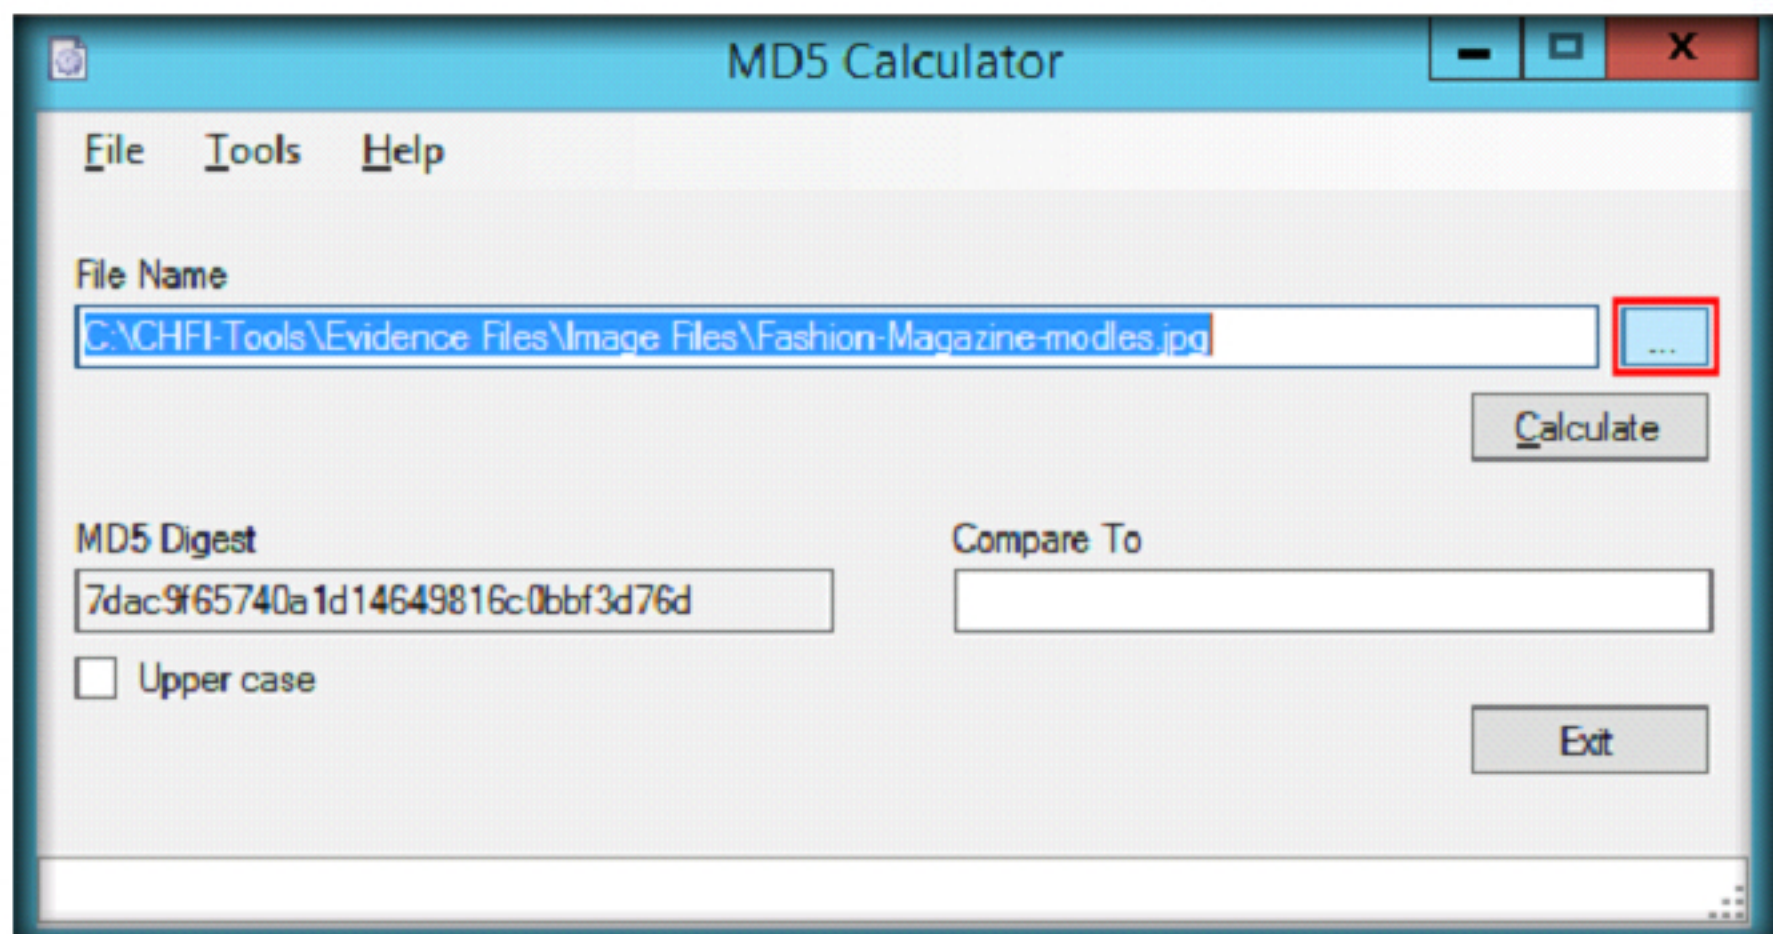 MD5 Calculator
X
File Tools Help
File Name
C:\CHFI-Tools\Evidence Files\Image Files\Fashion-Magazine-modles.jpg
...
Calculate
MD5 Digest
Compare To
7dac9f65740a1d14649816c0bbf3d76d
Upper case
Exit